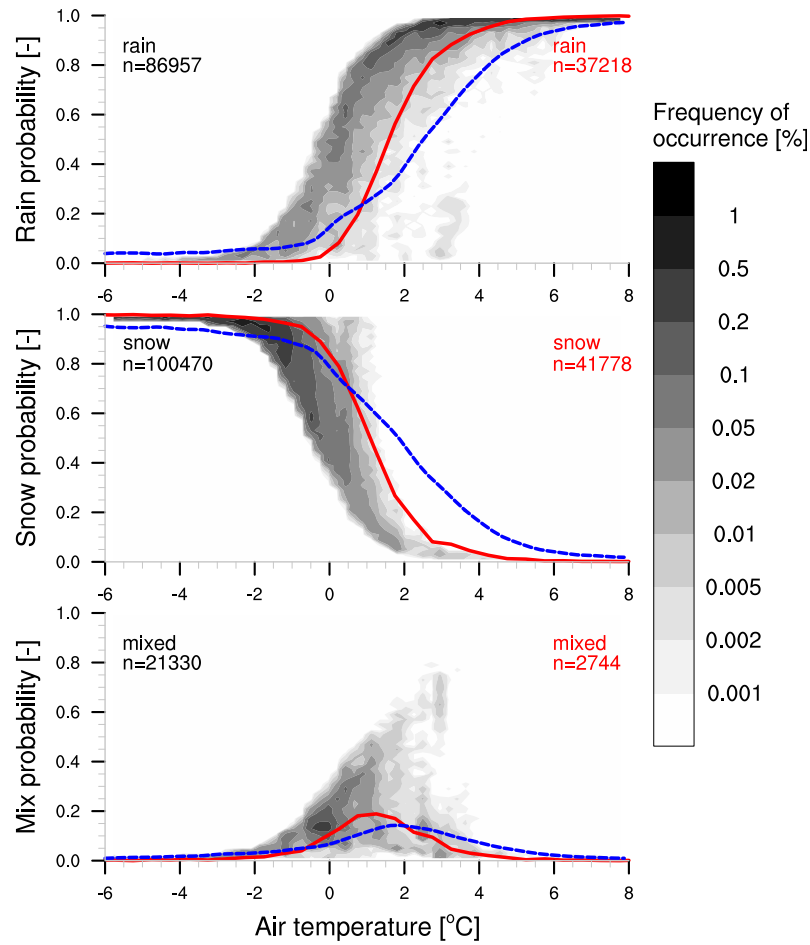 Rain probability [-]
1.0
0.8
0.6
0.4
0.2
0.0
rain
n=86957
rain
n=37218
-6
-4
-2
0
2
4
6
8
Snow probability [-]
1.0
0.8
0.6
0.4
0.2
0.0
snow
n=100470
snow
n=41778
-6
-4
-2
0
2
4
6
8
Mix probability [-]
1.0
0.8
0.6
0.4
0.2
0.0
mixed
n=21330
mixed
n=2744
-6
-4
-2
0
2
4
6
8
Air temperature [°C]
Frequency of
occurrence [%]
1
0.5
0.2
0.1
0.05
0.02
0.01
0.005
0.002
0.001